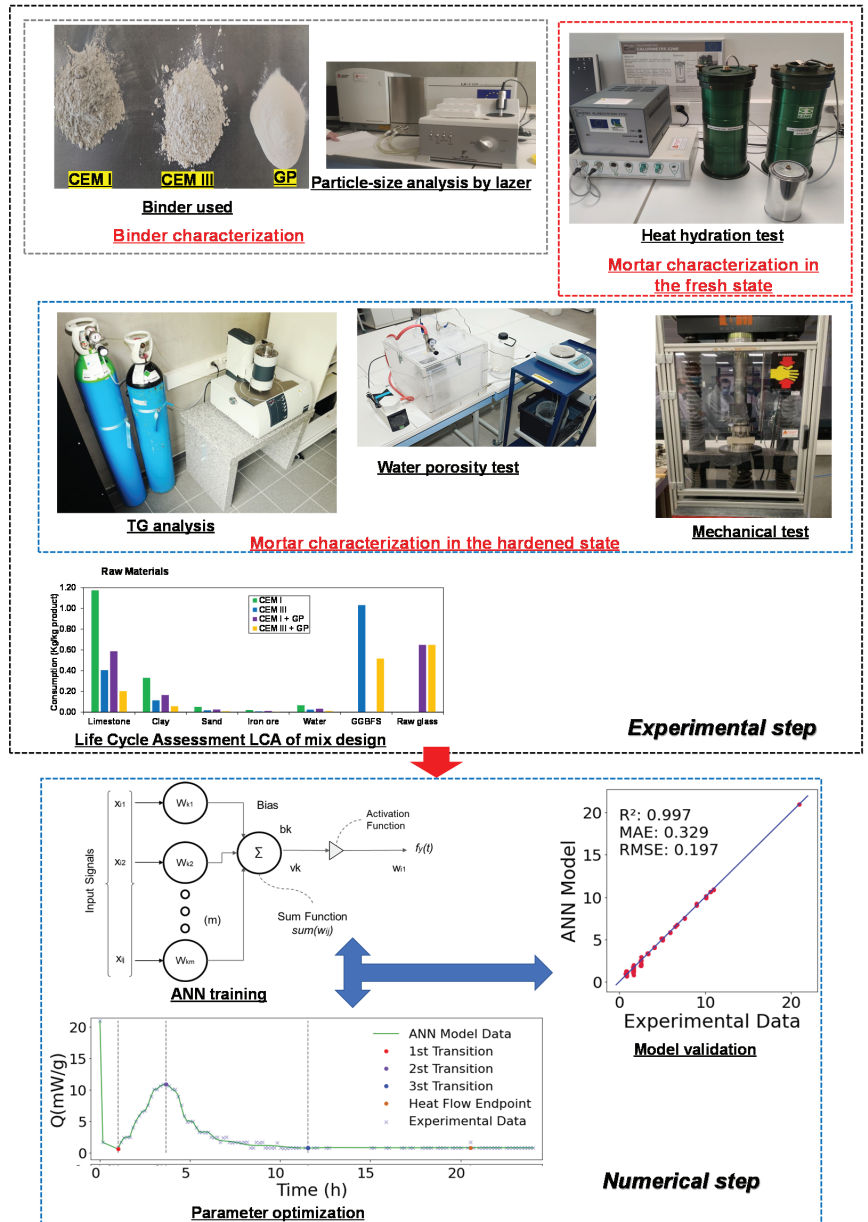 CEM I
CEM III
GP
Binder used
Particle-size analysis by lazer
Binder characterization
Heat hydration test
Mortar characterization in
the fresh state
TG analysis
Water porosity test
Mechanical test
Mortar characterization in the hardened state
Raw Materials
Consumption (Kg/kg product)
1.20
1.00
0.80
0.60
0.40
0.20
0.00
CEM I
CEM III
CEM I + GP
CEM III + GP
Limestone
Clay
Sand
Iron ore
Water
GGBFS
Raw glass
Life Cycle Assessment LCA of mix design
Experimental step
Input Signals
Xi1
Xi2
Xij
Wk1
Wk2
(m)
Wkm
Bias
bk
Σ
vk
Sum Function
sum(wij)
Activation
Function
fy(t)
wi1
ANN training
R²: 0.997
MAE: 0.329
RMSE: 0.197
ANN Model
20
15
10
5
0
0
10
20
Experimental Data
Model validation
Q(mW/g)
20
15
10
5
0
ANN Model Data
1st Transition
2st Transition
3st Transition
Heat Flow Endpoint
Experimental Data
0
5
10
15
20
Time (h)
Parameter optimization
Numerical step